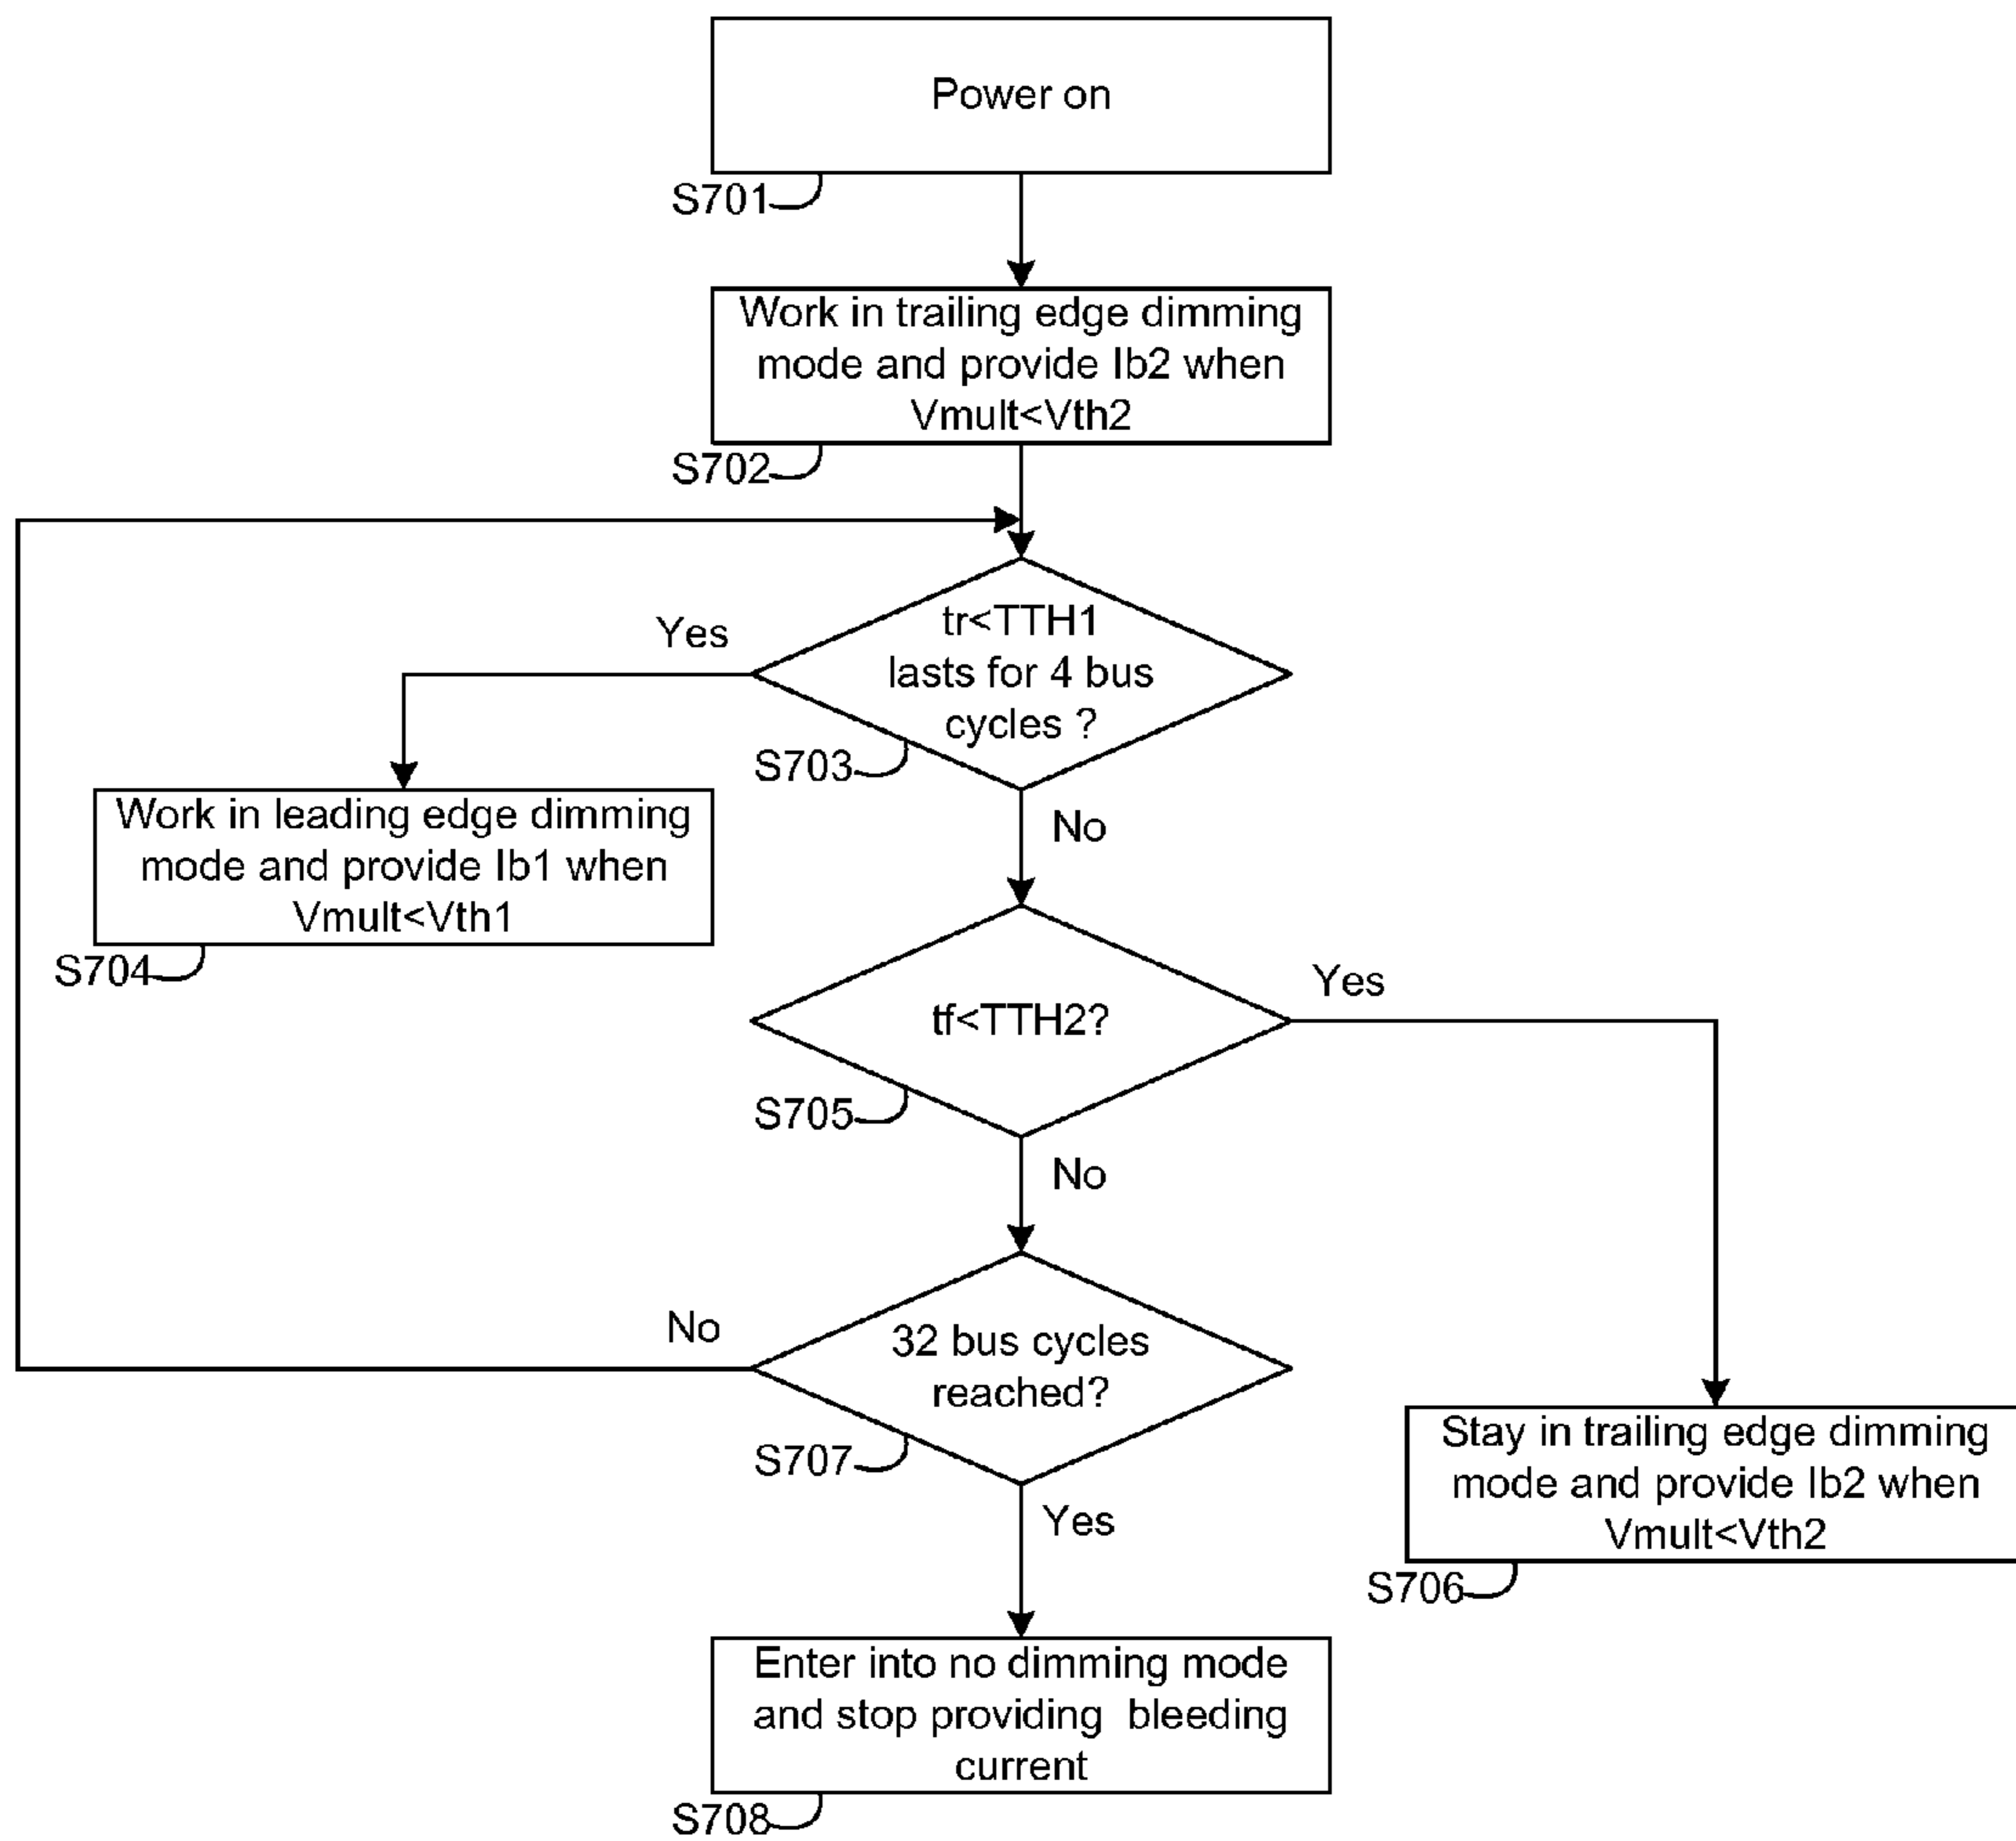 Power on
S701
Work in trailing edge dimming
mode and provide Ib2 when
Vmult<Vth2
S702
tr<TTH1
lasts for 4 bus
cycles ?
Yes
S703
No
Work in leading edge dimming
mode and provide Ib1 when
Vmult<Vth1
S704
tf<TTH2?
Yes
S705
No
32 bus cycles
reached?
No
S707
Yes
Stay in trailing edge dimming
mode and provide Ib2 when
Vmult<Vth2
S706
Enter into no dimming mode
and stop providing bleeding
current
S708